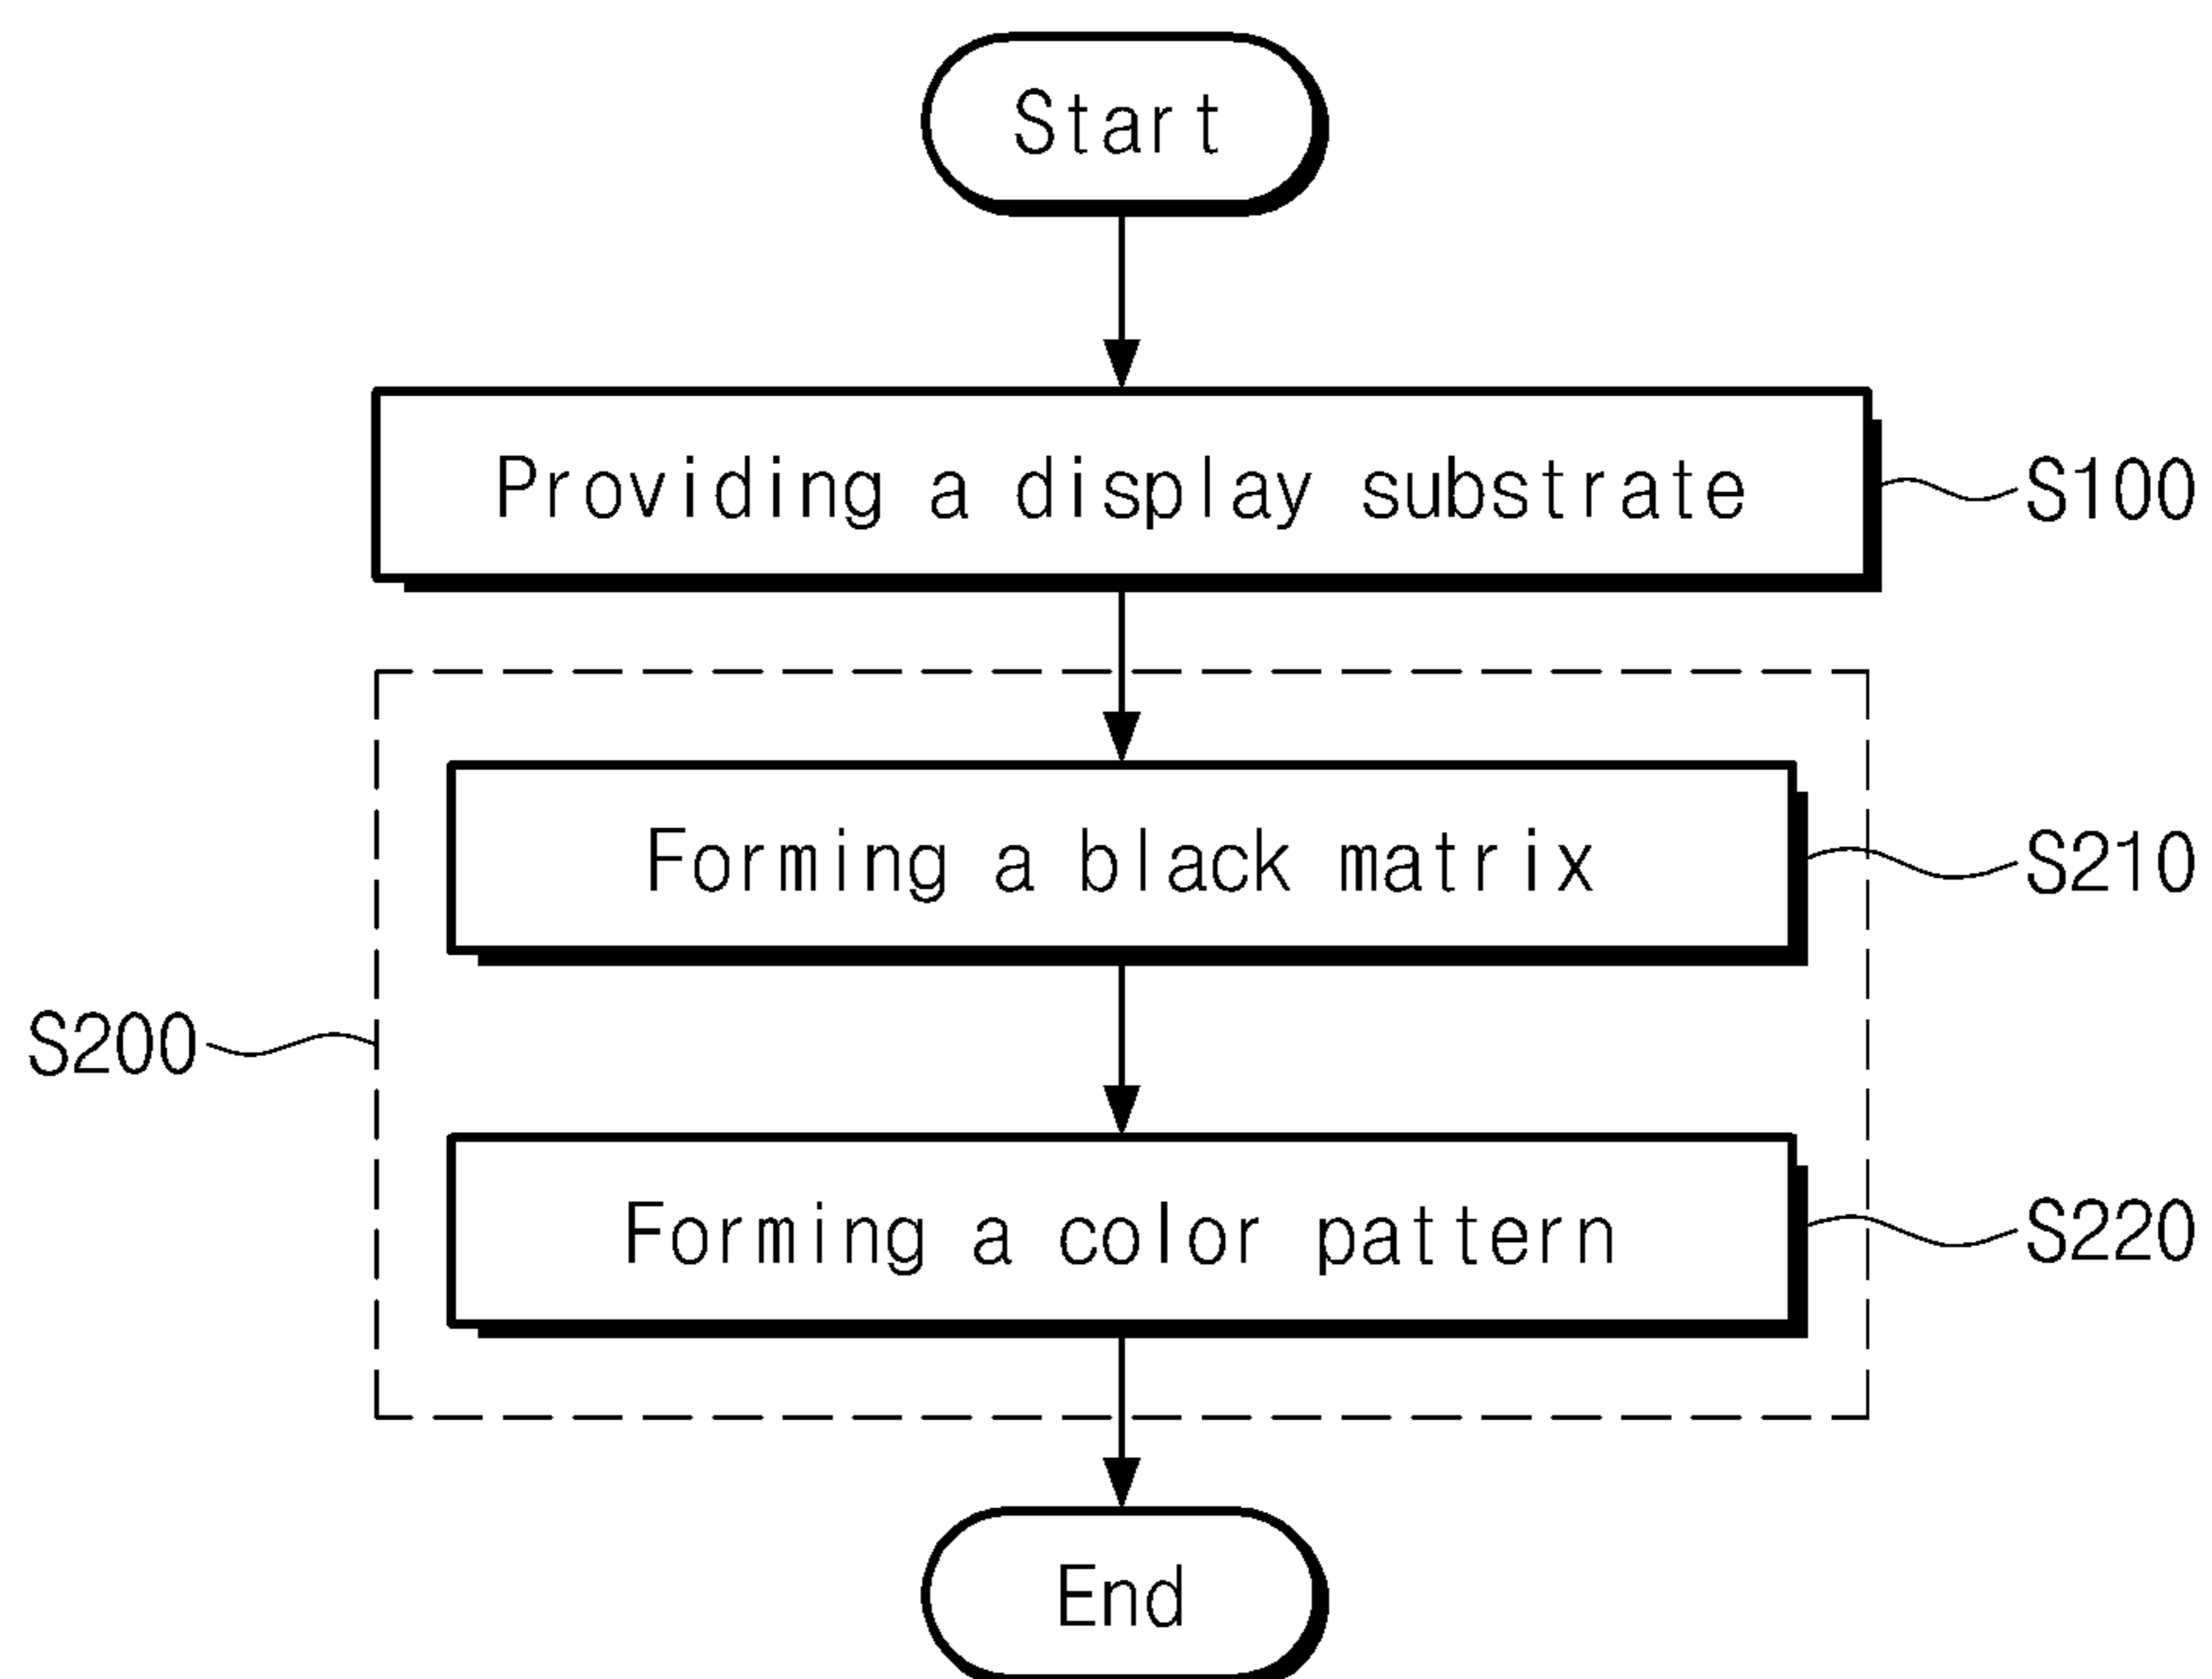 Start
Providing a display substrate
S100
Forming a black matrix
S210
S200
Forming a color pattern
S220
End